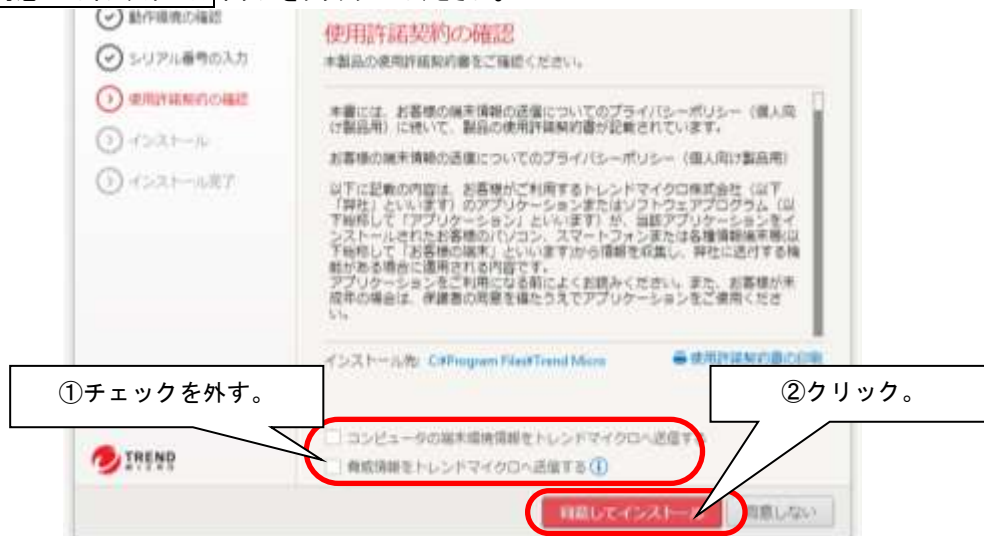 動作環境の確認
シリアル番号の入力
使用許諾契約の確認
インストール
インストール完了
使用許諾契約の確認
本製品の使用許諾契約書をご確認ください。
本書には、お客様の端末情報の送信についてのプライバシーポリシー（個人向
け製品用）に続いて、製品の使用許諾契約書が記載されています。
お客様の端末情報の送信についてのプライバシーポリシー（個人向け製品用）
以下に記載の内容は、お客様がご利用するトレンドマイクロ株式会社（以下
「弊社」といいます）のアプリケーションまたはソフトウェアプログラム（以
下総称して「アプリケーション」といいます）が、当該アプリケーションをイ
ンストールされたお客様のパソコン、スマートフォンまたは各種情報端末等(以
下総称して「お客様の端末」といいます)から情報を収集し、弊社に送付する機
能がある場合に適用される内容です。
アプリケーションをご利用になる前によくお読みください。また、お客様が未
成年の場合は、保護者の同意を得たうえでアプリケーションをご使用くださ
い。
インストール先: C:¥Program Files¥Trend Micro
使用許諾契約書の印刷
①チェックを外す。
②クリック。
コンピュータの端末環境情報をトレンドマイクロへ送信する
脅威情報をトレンドマイクロへ送信する
TREND
MICRO
同意してインストール
同意しない